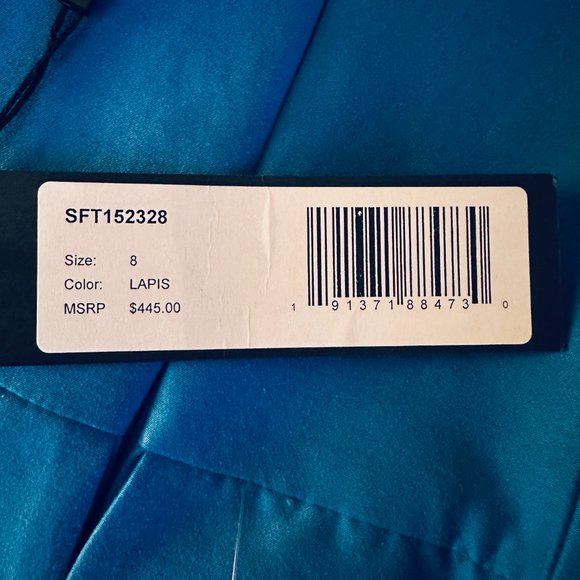 SFT152328
Size: 8
Color: LAPIS
MSRP $445.00
1 91371 88473 0